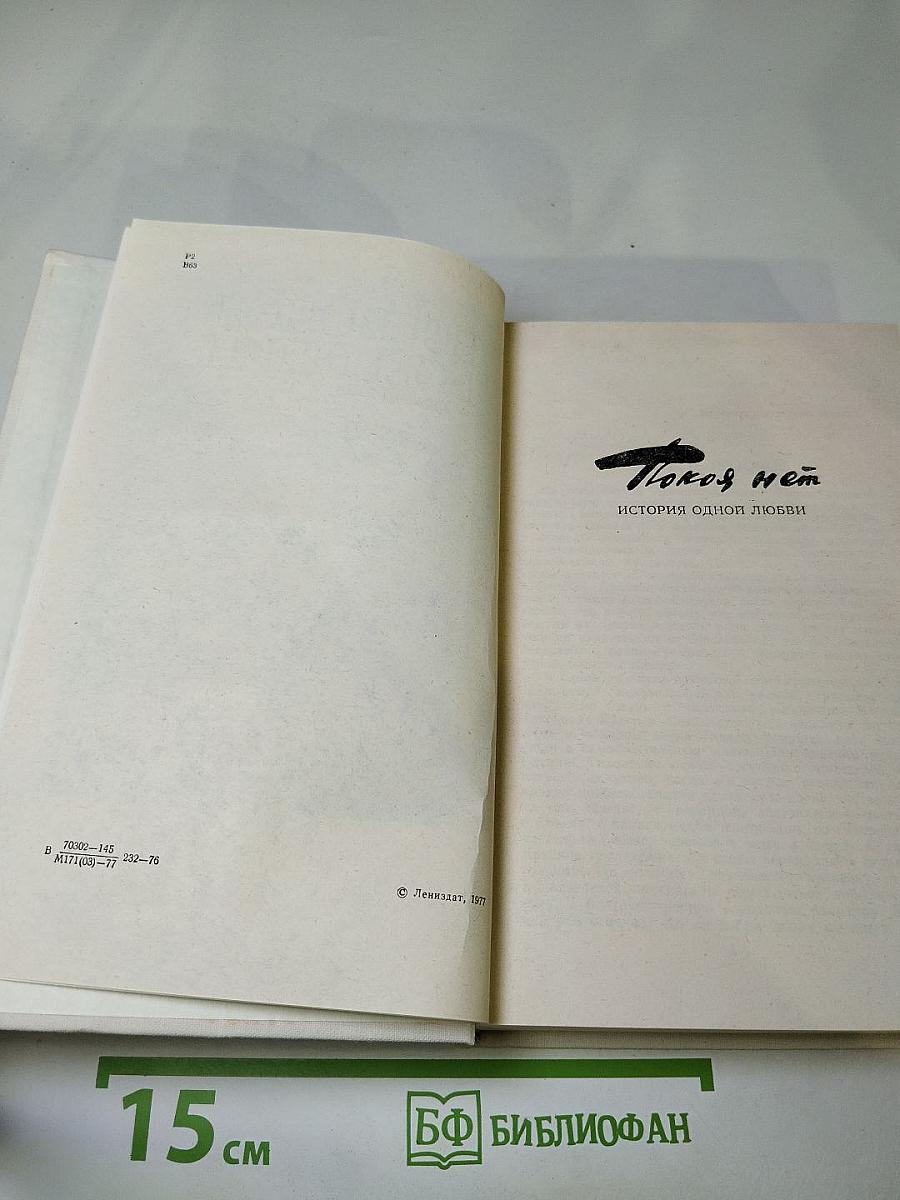 Р2
В63
В 70302—145
М171(03)—77 232—76
© Лениздат, 1977
Покоя нет
ИСТОРИЯ ОДНОЙ ЛЮБВИ
15 см
БФ БИБЛИОФАН